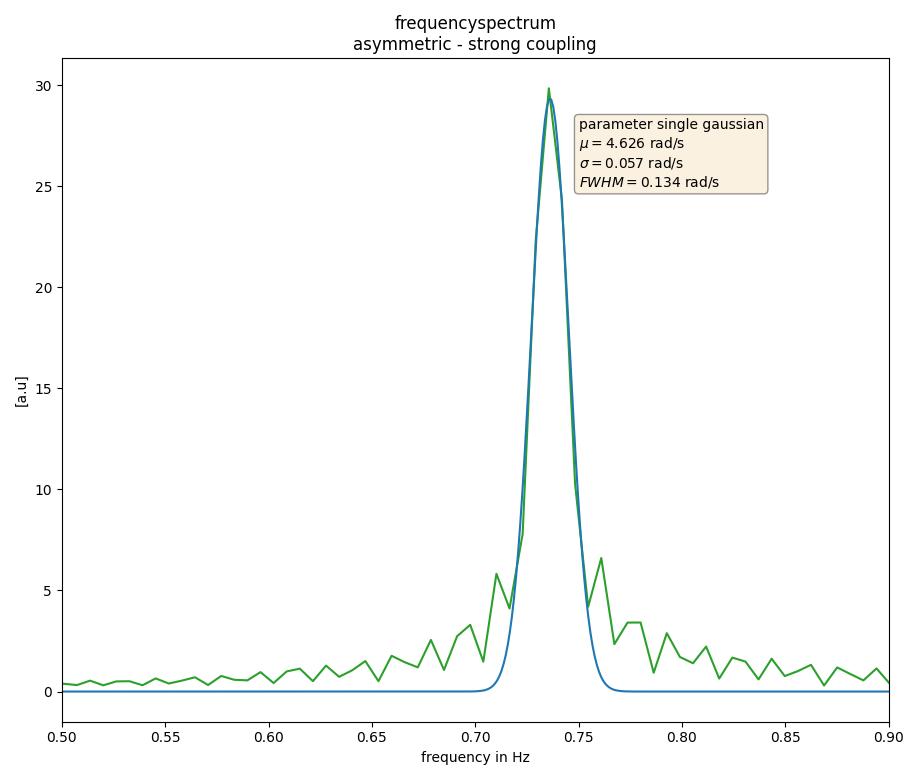 frequencyspectrum
asymmetric - strong coupling
parameter single gaussian
μ = 4.626 rad/s
σ = 0.057 rad/s
FWHM = 0.134 rad/s
[a.u]
30
25
20
15
10
5
0
0.50 0.55 0.60 0.65 0.70 0.75 0.80 0.85 0.90
frequency in Hz